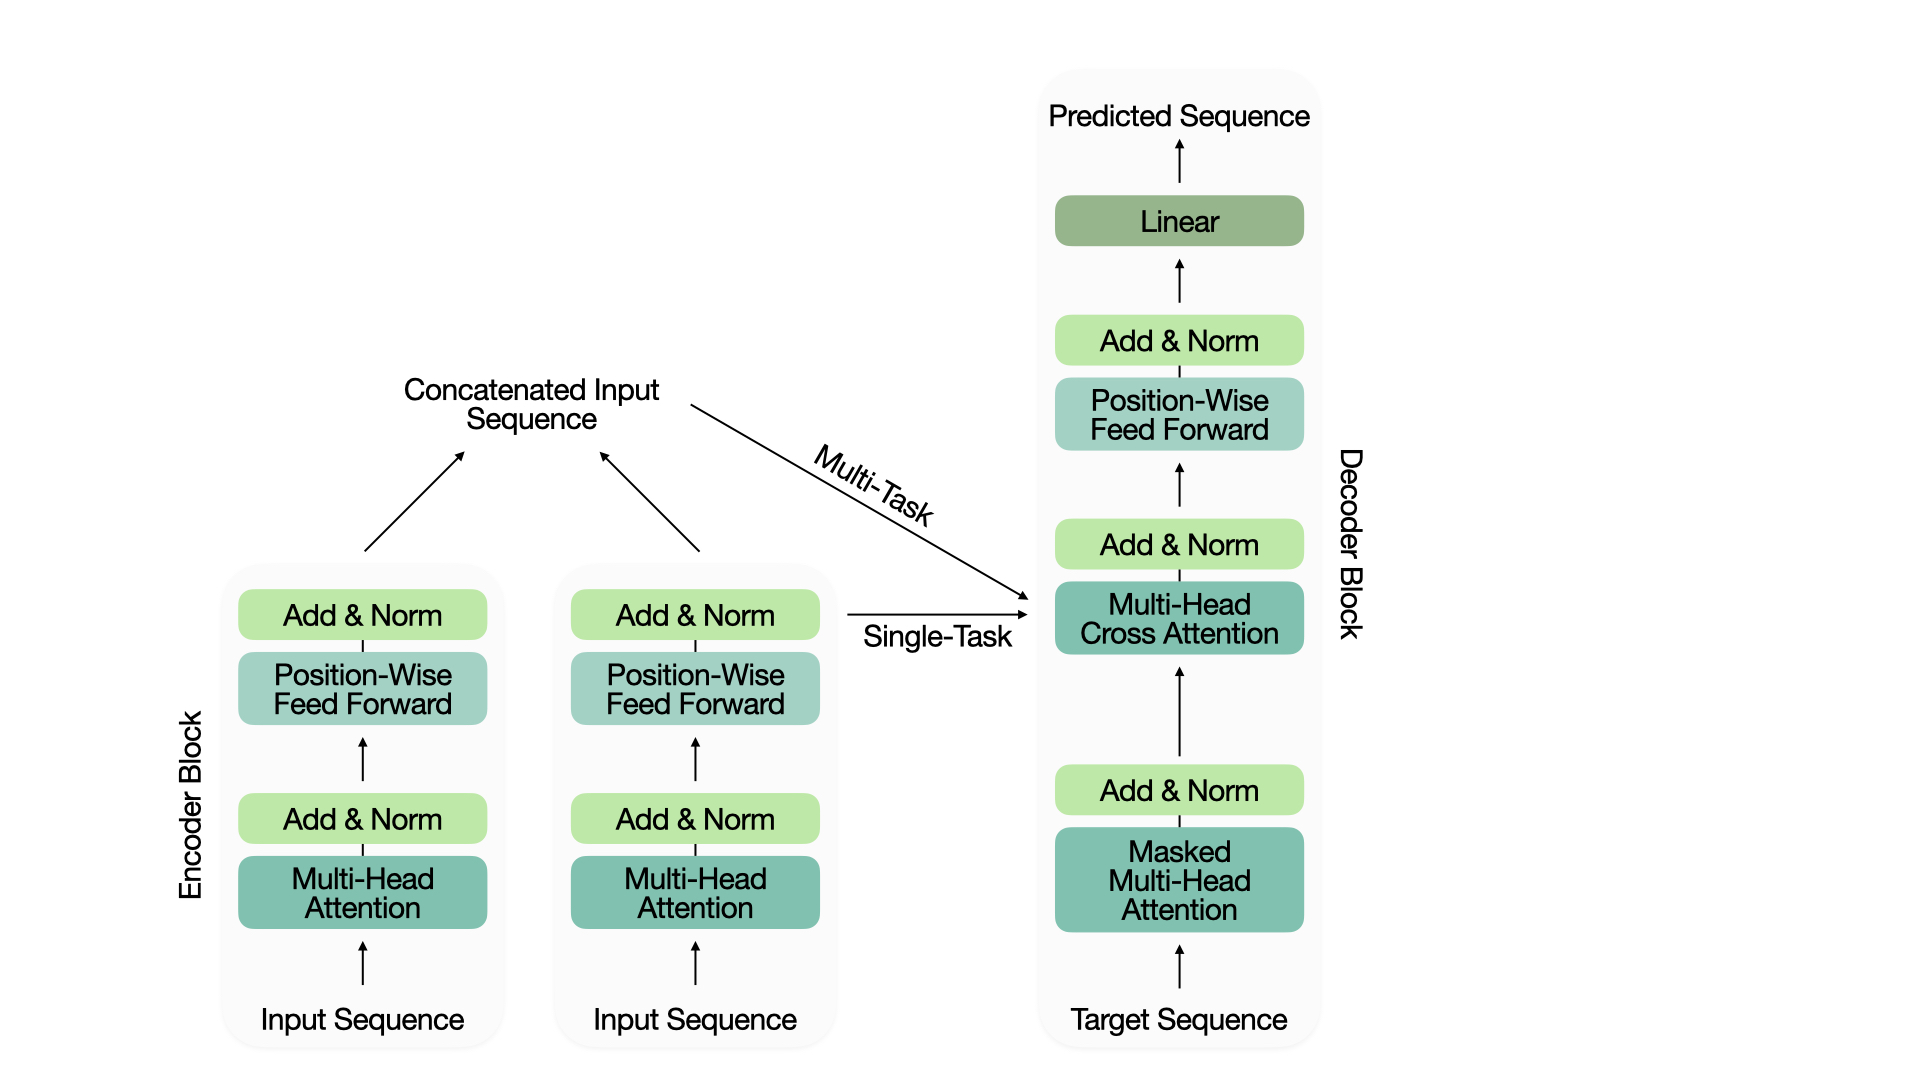 Predicted Sequence
Linear
Add & Norm
Position-Wise
Feed Forward
Add & Norm
Multi-Head
Cross Attention
Add & Norm
Masked
Multi-Head
Attention
Target Sequence
Decoder Block
Concatenated Input
Sequence
Multi-Task
Single-Task
Encoder Block
Add & Norm
Position-Wise
Feed Forward
Add & Norm
Multi-Head
Attention
Input Sequence
Add & Norm
Position-Wise
Feed Forward
Add & Norm
Multi-Head
Attention
Input Sequence